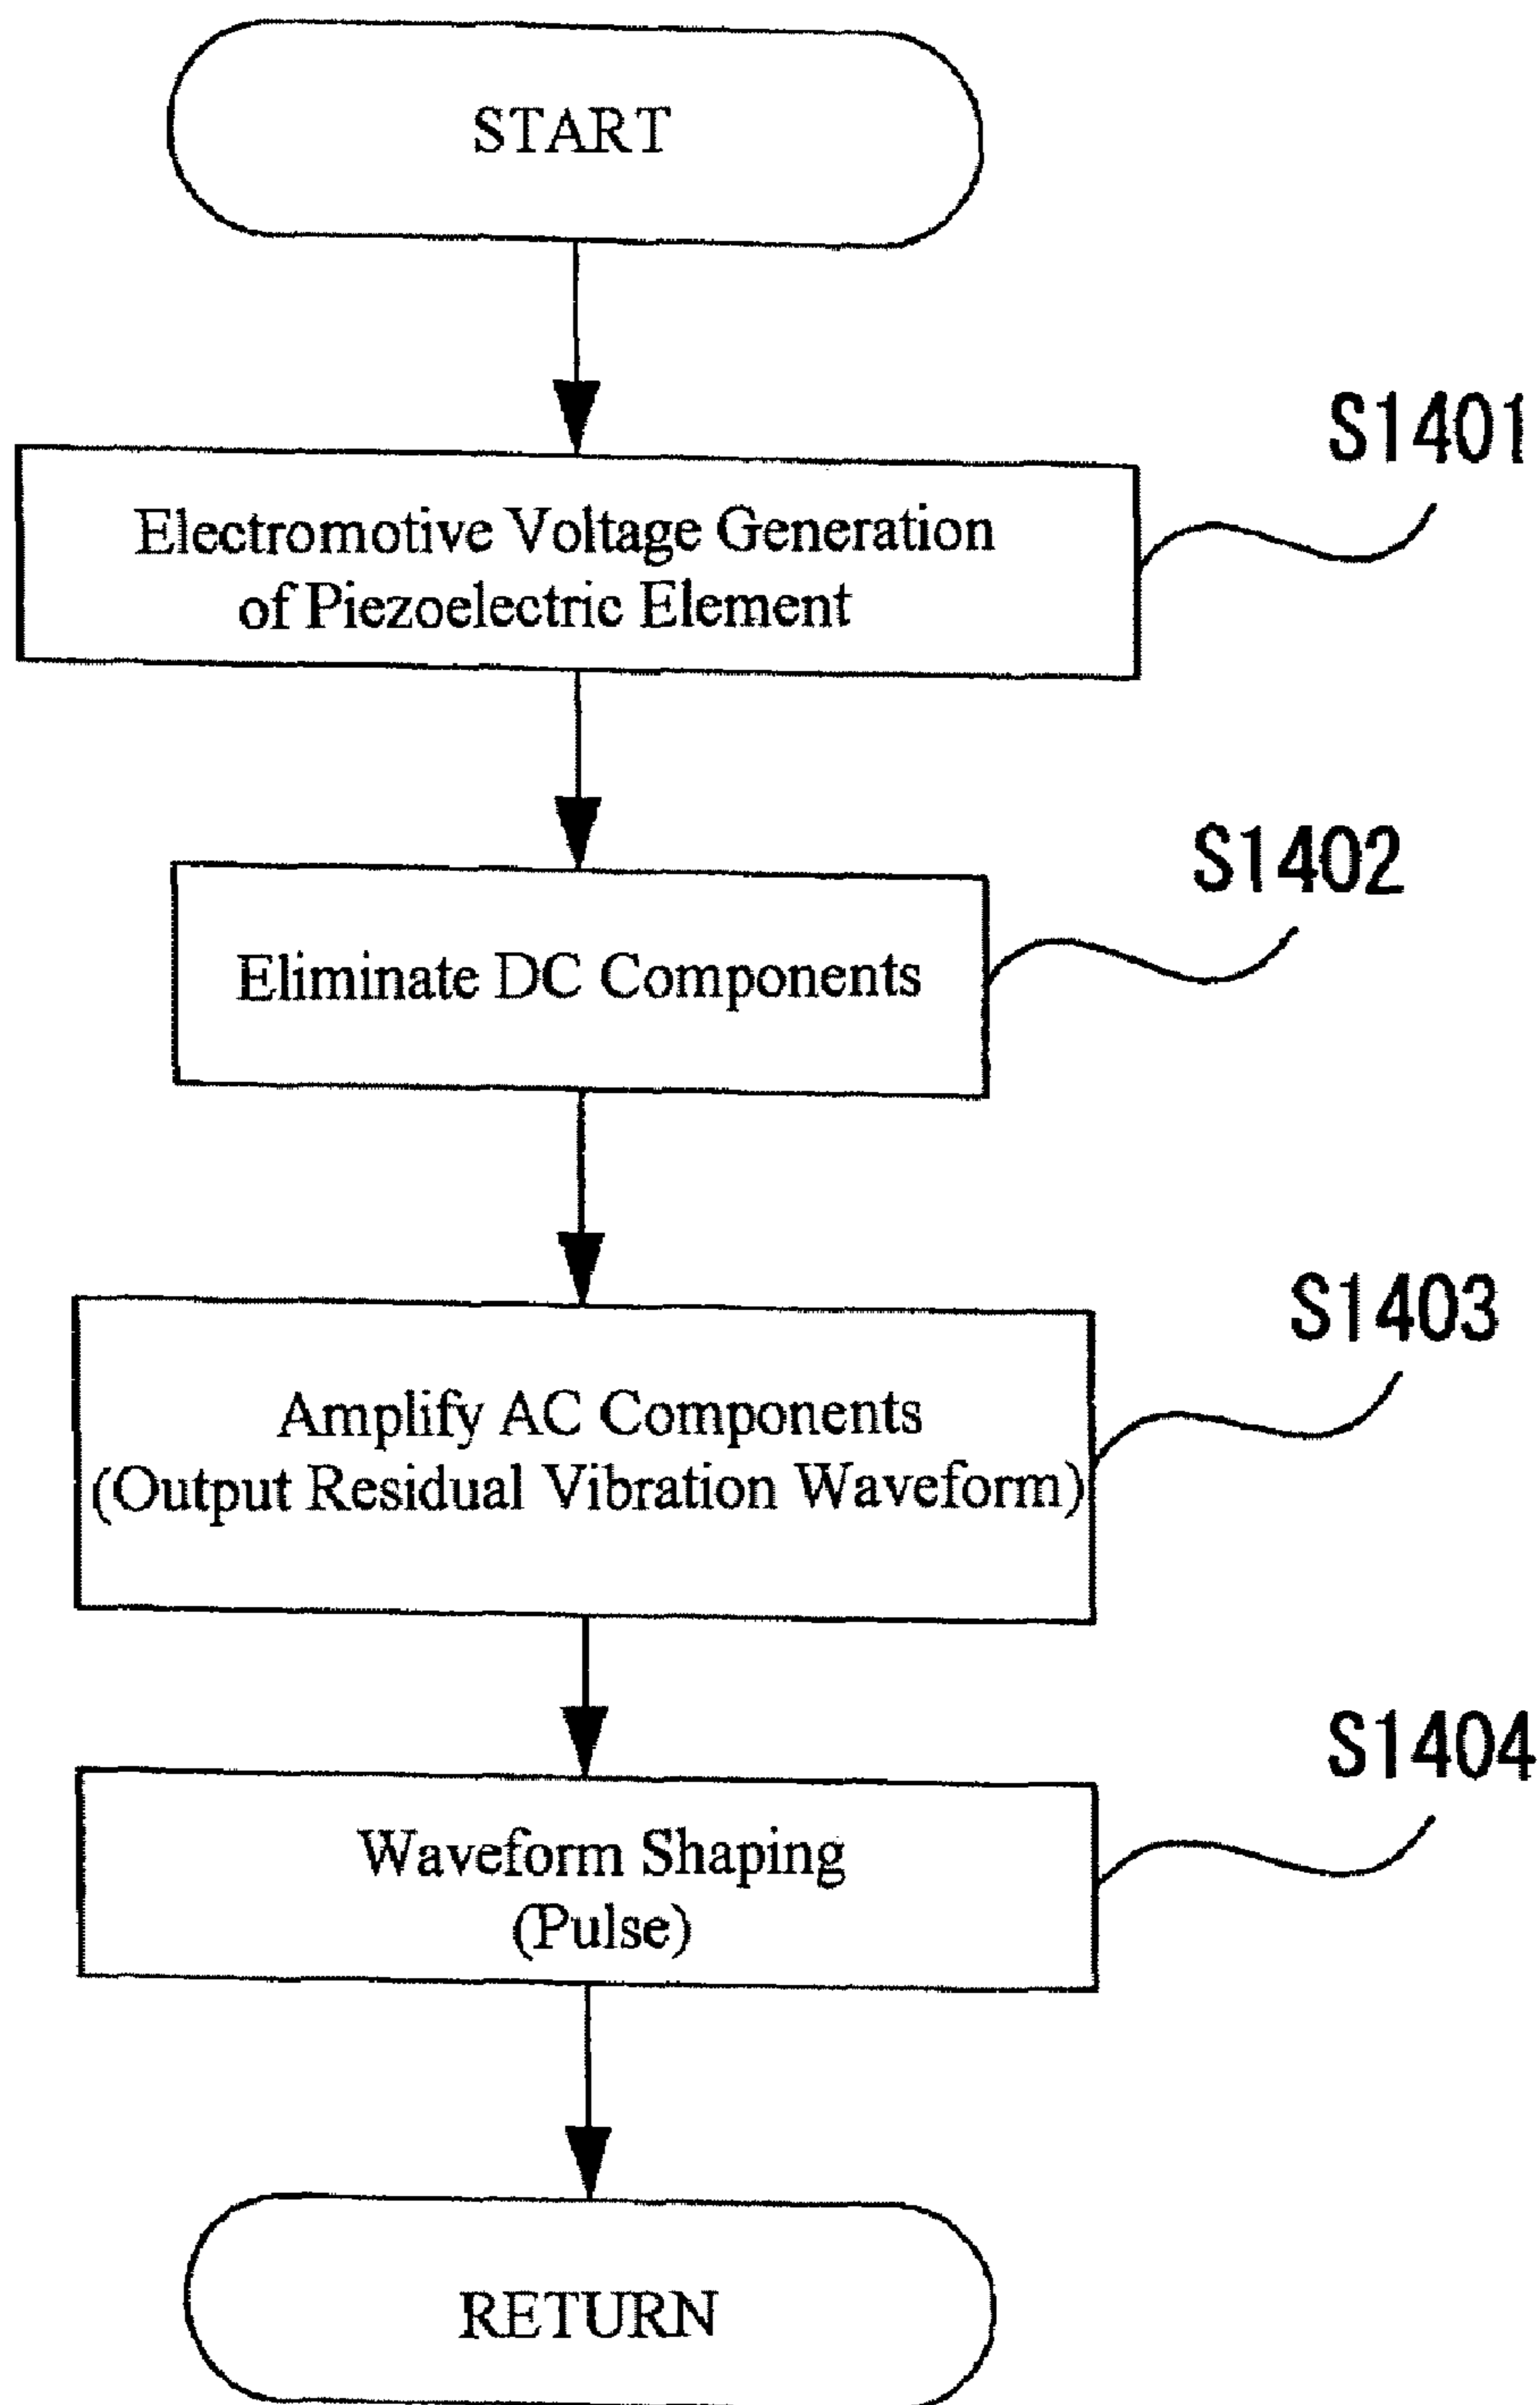 START
S1401
Electromotive Voltage Generation
of Piezoelectric Element
S1402
Eliminate DC Components
S1403
Amplify AC Components
(Output Residual Vibration Waveform)
S1404
Waveform Shaping
(Pulse)
RETURN